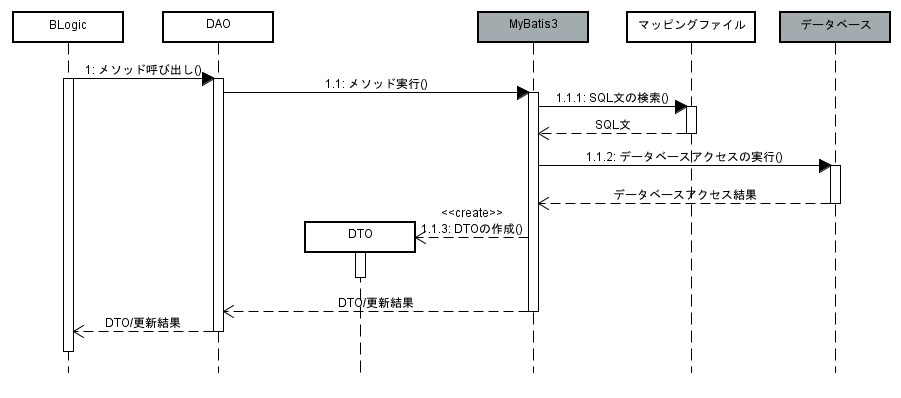 BLogic
DAO
MyBatis3
マッピングファイル
データベース
1: メソッド呼び出し()
1.1: メソッド実行()
1.1.1: SQL文の検索()
SQL文
1.1.2: データベースアクセスの実行()
データベースアクセス結果
<<create>>
1.1.3: DTOの作成()
DTO
DTO/更新結果
DTO/更新結果